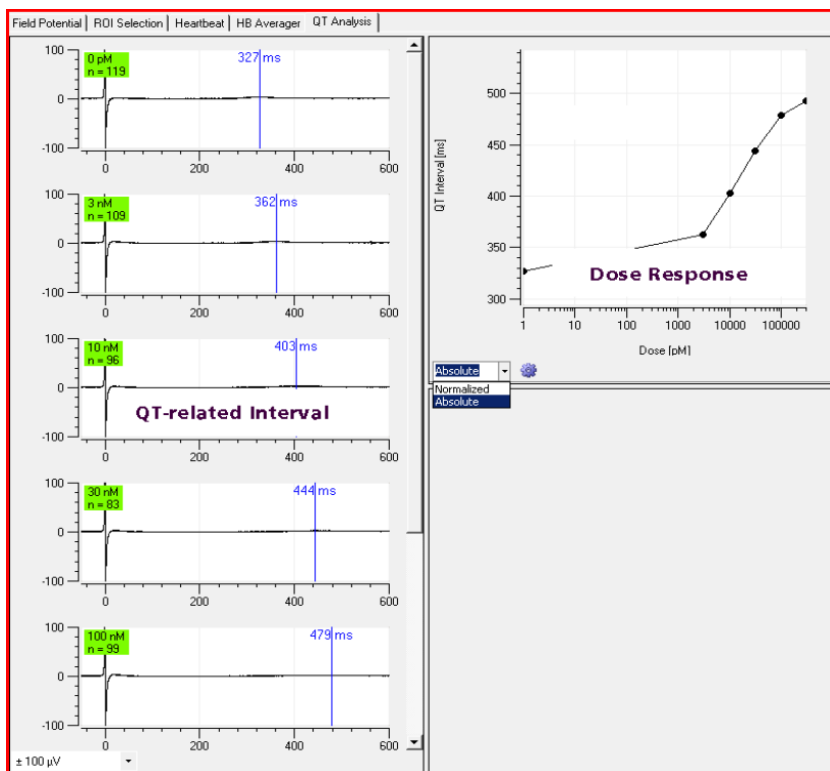 Field Potential ROI Selection Heartbeat HB Averager QT Analysis
100
0 pM
n = 119
327 ms
0
-100
0 200 400 600
100
3 nM
n = 109
362 ms
0
-100
0 200 400 600
100
10 nM
n = 96
403 ms
0
QT-related Interval
-100
0 200 400 600
100
30 nM
n = 83
444 ms
0
-100
0 200 400 600
100
100 nM
n = 99
479 ms
0
-100
0 200 400 600
± 100 µV
QT Interval [ms]
500
450
400
350
300
Dose Response
1 10 100 1000 10000 100000
Dose [pM]
Absolute
Normalized
Absolute